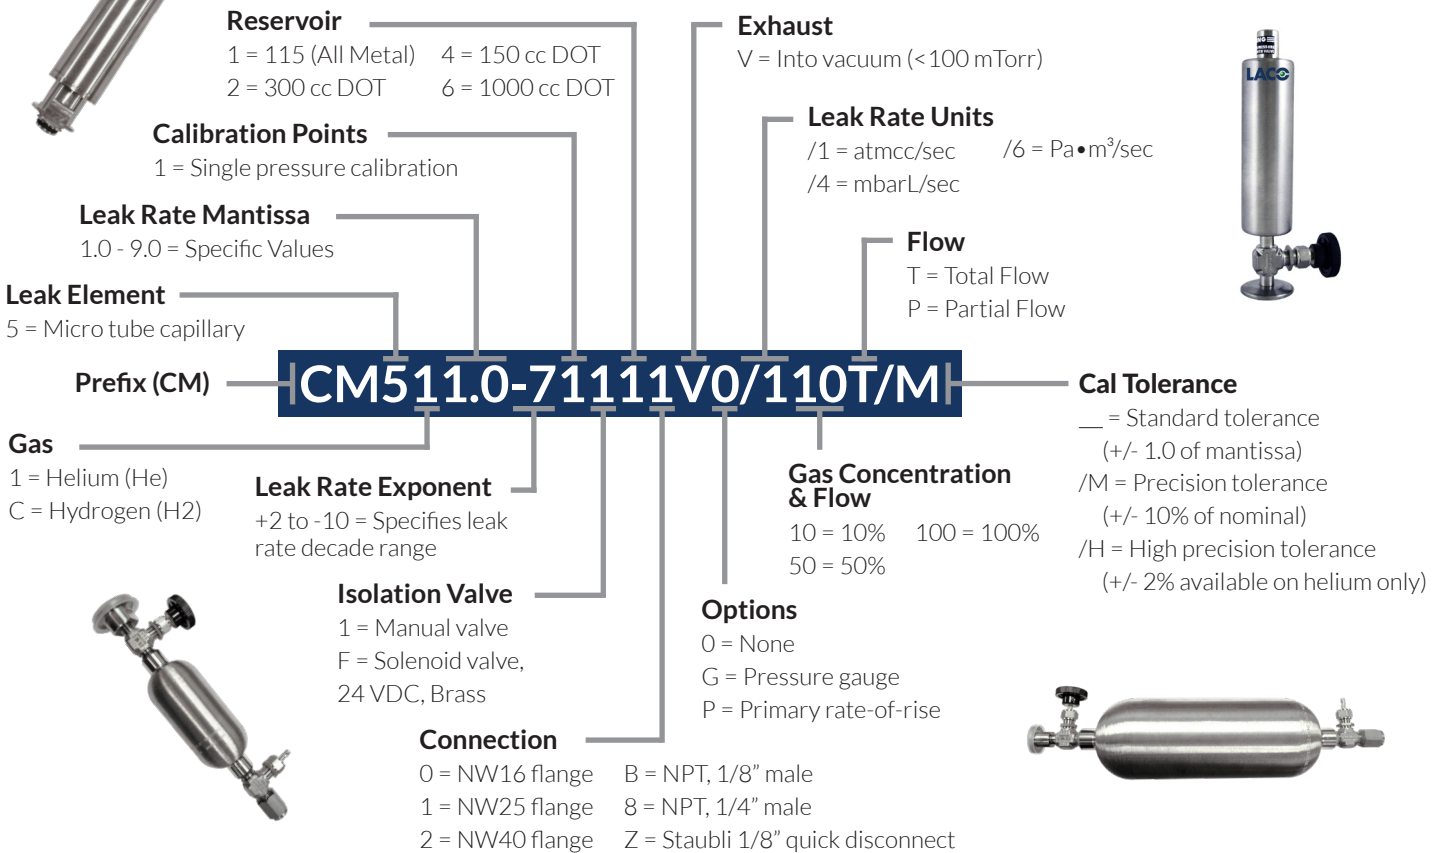 Reservoir
1 = 115 (All Metal) 4 = 150 cc DOT
2 = 300 cc DOT 6 = 1000 cc DOT
Exhaust
V = Into vacuum (<100 mTorr)
LACO
Calibration Points
1 = Single pressure calibration
Leak Rate Units
/1 = atmcc/sec /6 = Pa•m³/sec
/4 = mbarL/sec
Leak Rate Mantissa
1.0 - 9.0 = Specific Values
Flow
T = Total Flow
P = Partial Flow
Leak Element
5 = Micro tube capillary
Prefix (CM)
CM511.0-71111V0/110T/M
Cal Tolerance
__ = Standard tolerance
(+/- 1.0 of mantissa)
/M = Precision tolerance
(+/- 10% of nominal)
/H = High precision tolerance
(+/- 2% available on helium only)
Gas
1 = Helium (He)
C = Hydrogen (H2)
Leak Rate Exponent
+2 to -10 = Specifies leak
rate decade range
Gas Concentration
& Flow
10 = 10% 100 = 100%
50 = 50%
Isolation Valve
1 = Manual valve
F = Solenoid valve,
24 VDC, Brass
Options
0 = None
G = Pressure gauge
P = Primary rate-of-rise
Connection
0 = NW16 flange B = NPT, 1/8” male
1 = NW25 flange 8 = NPT, 1/4” male
2 = NW40 flange Z = Staubli 1/8” quick disconnect